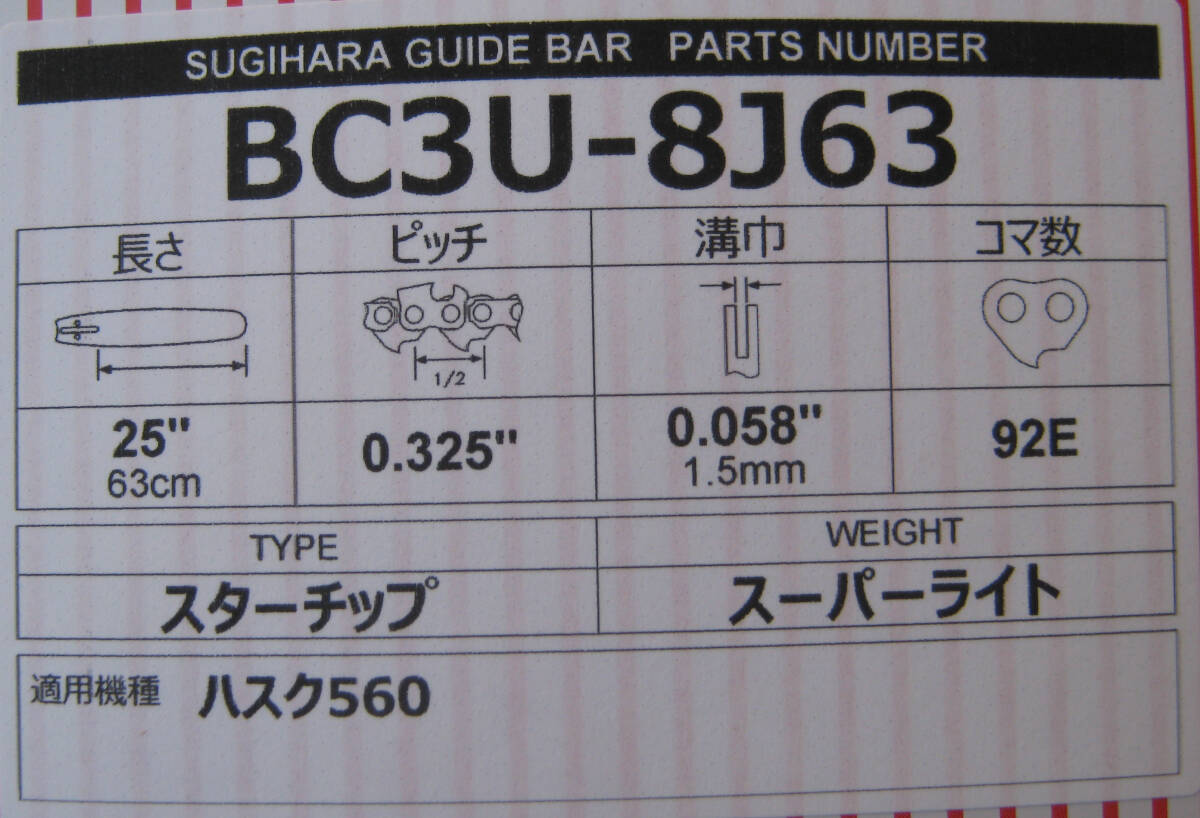 SUGIHARA GUIDE BAR PARTS NUMBER
BC3U-8J63
長さ ピッチ 溝巾 コマ数
1/2
25" 0.325" 0.058" 92E
63cm 1.5mm
TYPE WEIGHT
スターチップ スーパーライト
適用機種 ハスク560